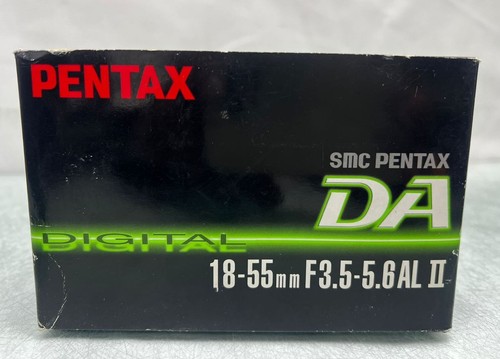 PENTAX
SMC PENTAX
DA
DIGITAL
18-55mm F3.5-5.6AL II